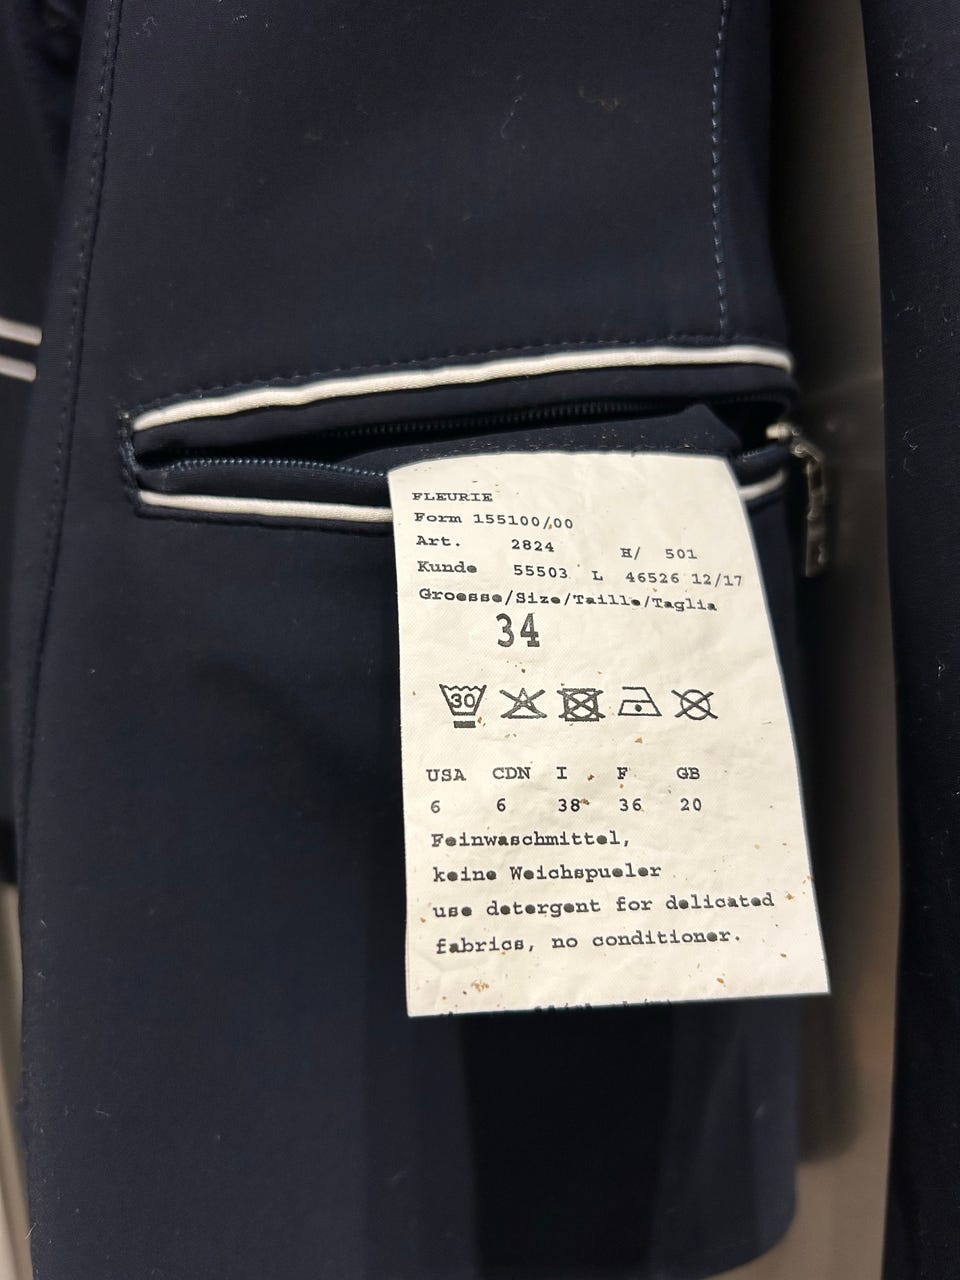 FLEURIE
Form 155100/00
Art. 2824 H/ 501
Kunde 55503 L 46526 12/17
Groesse/Size/Taille/Taglia
34
30
USA CDN I F GB
6 6 38 36 20
Feinwaschmittel,
keine Weichspueler
use detergent for delicated
fabrics, no conditioner.